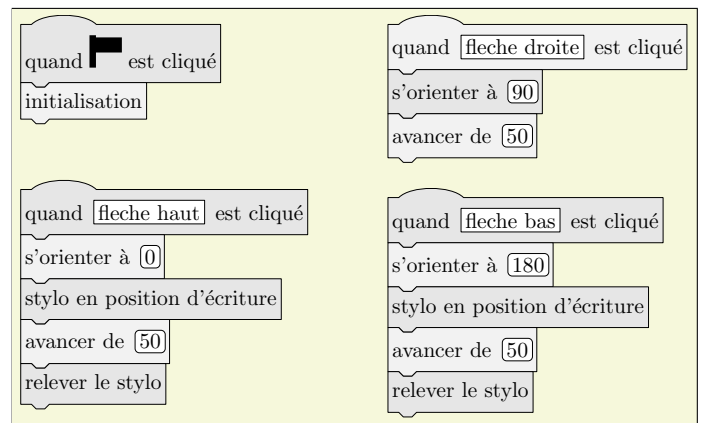 quand est cliqué
initialisation
quand fleche droite est cliqué
s'orienter à 90
avancer de 50
quand fleche haut est cliqué
s'orienter à 0
stylo en position d'écriture
avancer de 50
relever le stylo
quand fleche bas est cliqué
s'orienter à 180
stylo en position d'écriture
avancer de 50
relever le stylo